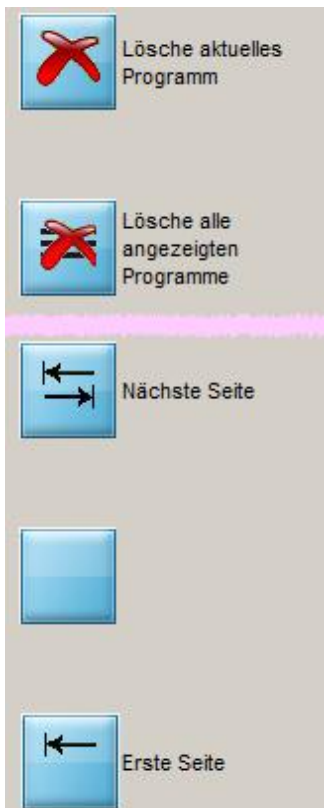 Lösche aktuelles
Programm
Lösche alle
angezeigten
Programme
Nächste Seite
Erste Seite